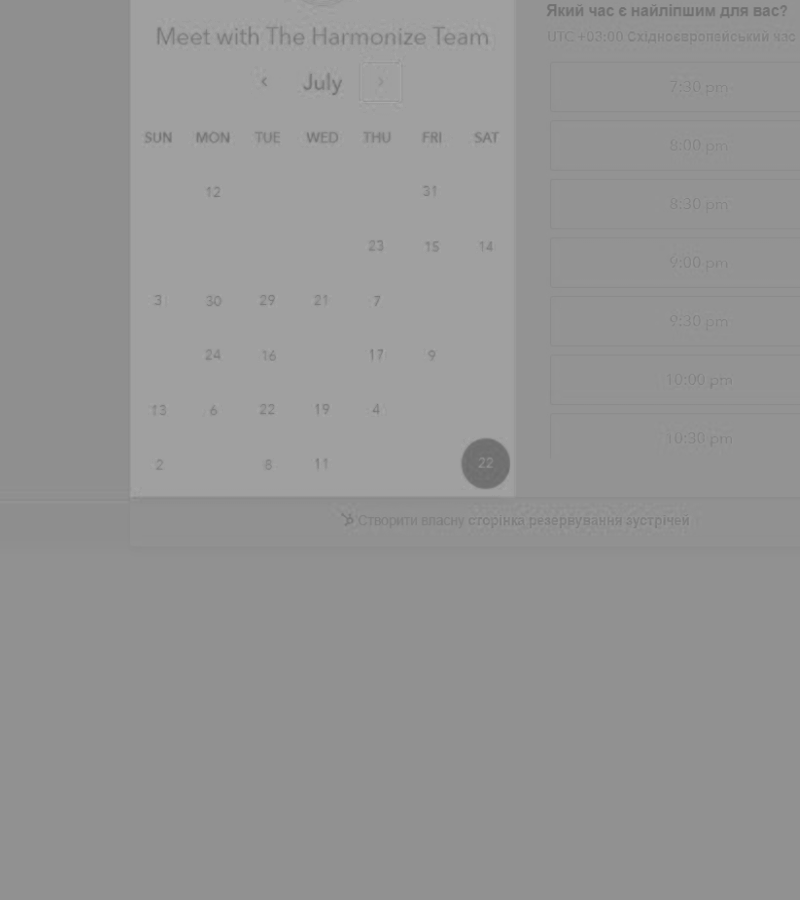 Який час є найліпшим для вас?
UTC +03:00 Східноєвропейський час
Meet with The Harmonize Team
July
SUN MON TUE WED THU FRI SAT
12 31
23 15 14
3 30 29 21 7
24 16 17 9
13 6 22 19 4
2 8 11 22
7:30 pm
8:00 pm
8:30 pm
9:00 pm
9:30 pm
10:00 pm
10:30 pm
Створити власну сторінка резервування зустрічей